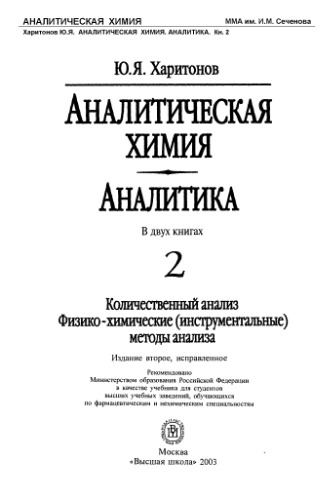 АНАЛИТИЧЕСКАЯ ХИМИЯ ММА им. И.М. Сеченова
Харитонов Ю.Я. АНАЛИТИЧЕСКАЯ ХИМИЯ. АНАЛИТИКА. Кн. 2
Ю.Я. Харитонов
АНАЛИТИЧЕСКАЯ
ХИМИЯ
АНАЛИТИКА
В двух книгах
2
Количественный анализ
Физико-химические (инструментальные)
методы анализа
Издание второе, исправленное
Рекомендовано
Министерством образования Российской Федерации
в качестве учебника для студентов
высших учебных заведений, обучающихся
по фармацевтическим и нехимическим специальностям
Москва
«Высшая школа» 2003